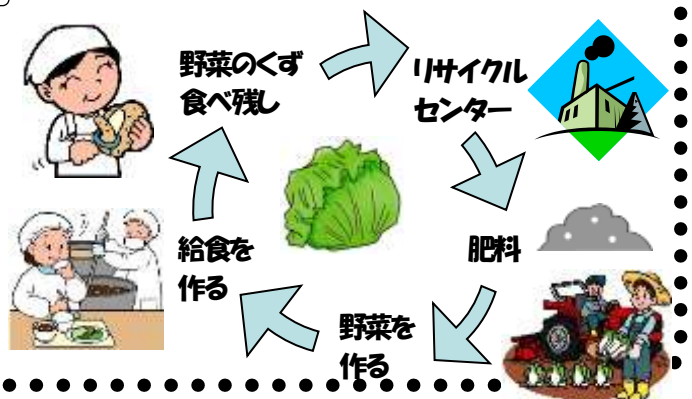 野菜のくず
食べ残し
リサイクル
センター
肥料
野菜を
作る
給食を
作る